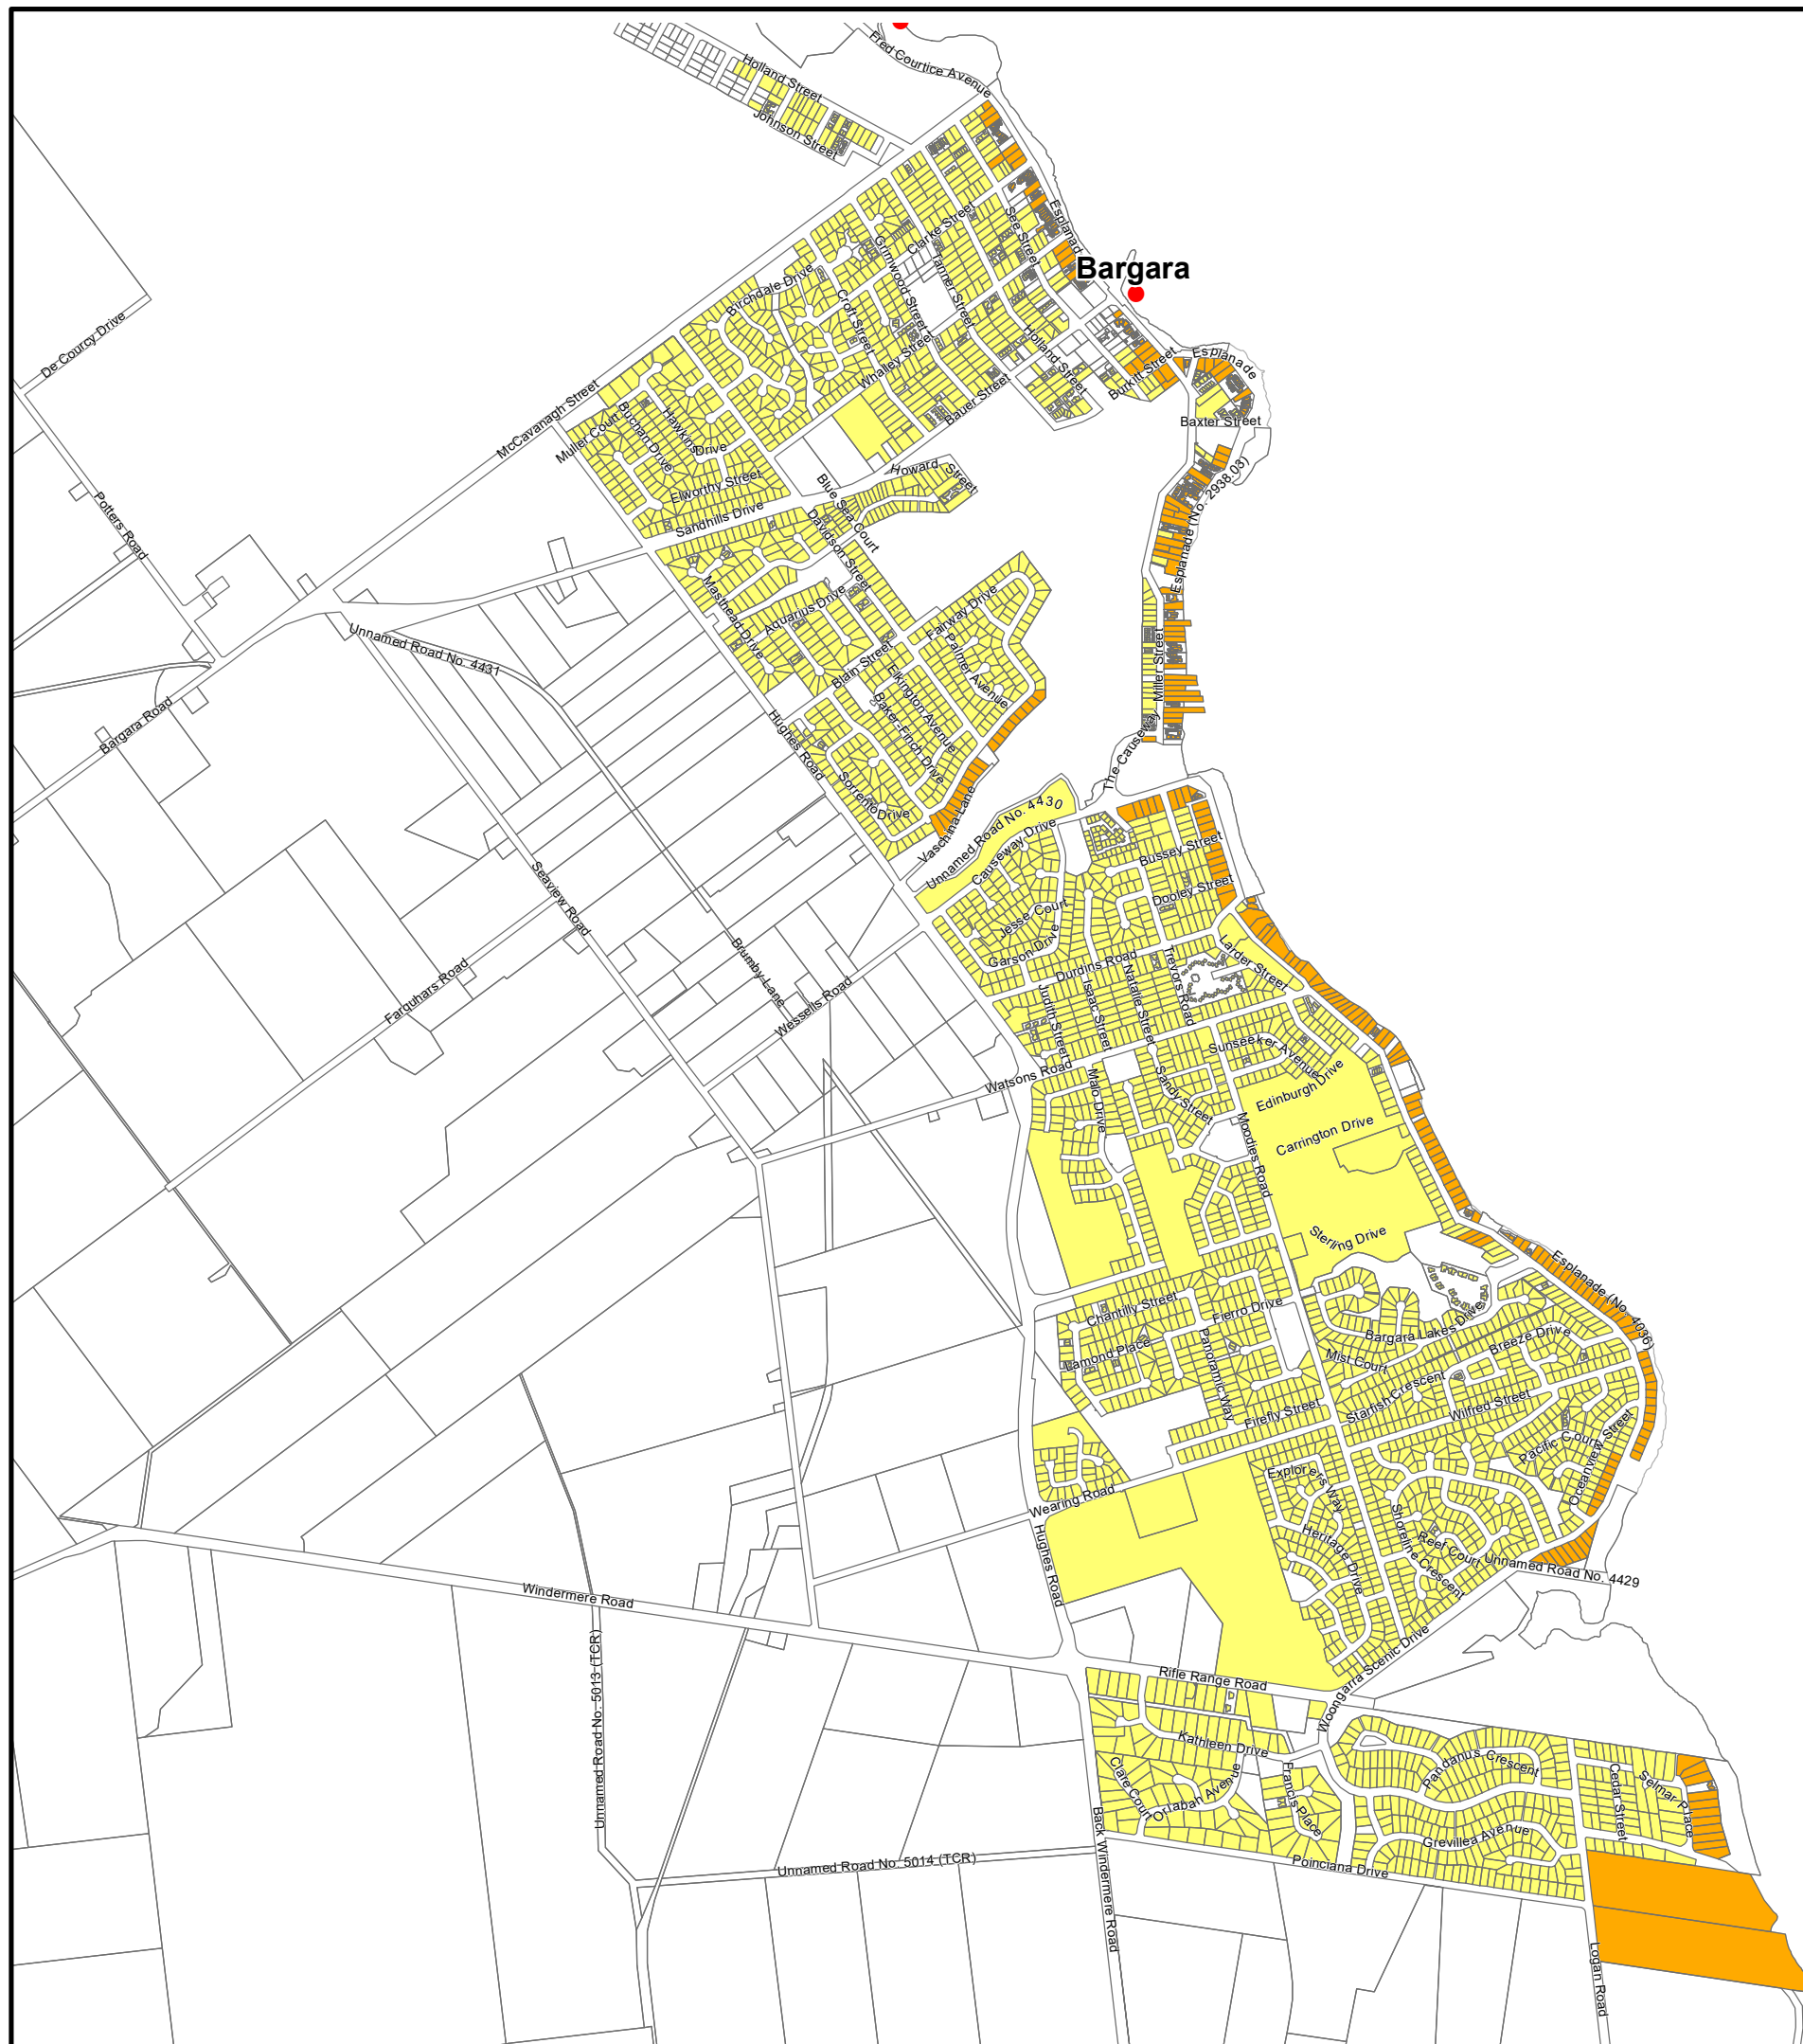 Fred Courtice Avenue
Holland Street
Johnson Street
Esplanad
See Street
Clarke Street
Grimwood Street
Tanner Street
Bargara
Birchdale Drive
Croft Street
Whalley Street
Holland Street
Burkitt Street
Esplanade
Bauer Street
Baxter Street
De Courcy Drive
McCavanagh Street
Muller Court
Bucham Drive
Hawkins
Drive
Elworthy Street
Howard
Street
Sandhills Drive
Blue Sea Court
Davidson Street
Esplanade (No. 2938.03)
Potters Road
Masthead Drive
Aquarius Drive
Fairway Drive
Palmer Avenue
Unnamed Road No. 4431
Blain Street
Elkington Avenue
Baker-Finch Drive
Miller Street
Bargara Road
Hughes Road
Sorrento Drive
The Causeway
Vaschina Lane
Unnamed Road No. 4430
Causeway Drive
Bussey Street
Dooley Street
Seaview Road
Jesse Court
Garson Drive
Larder Street
Durdins Road
Trevors Road
Natalie Street
Isaac Street
Judith Street
Brumby Lane
Farquhars Road
Wessells Road
Sunseeker Avenue
Watsons Road
Malo Drive
Sandy Street
Edinburgh Drive
Carrington Drive
Moodies Road
Sterling Drive
Esplanade (No. 4036)
Chantilly Street
Fierro Drive
Bargara Lakes Drive
Breeze Drive
Lamond Place
Panoramic Way
Mist Court
Starfish Crescent
Wilfred Street
Firefly Street
Pacific Court
Oceanview Street
Explorers Way
Wearing Road
Shoreline Crescent
Heritage Drive
Reef Court
Unnamed Road No. 4429
Hughes Road
Windermere Road
Unnamed Road No. 5013 (TCR)
Woongarra Scenic Drive
Rifle Range Road
Kathleen Drive
Pandanus Crescent
Clare Court
Orlaban Avenue
Francis Place
Cedar Street
Selmar Place
Grevillea Avenue
Back Windermere Road
Unnamed Road No. 5014 (TCR)
Poinciana Drive
Logan Road